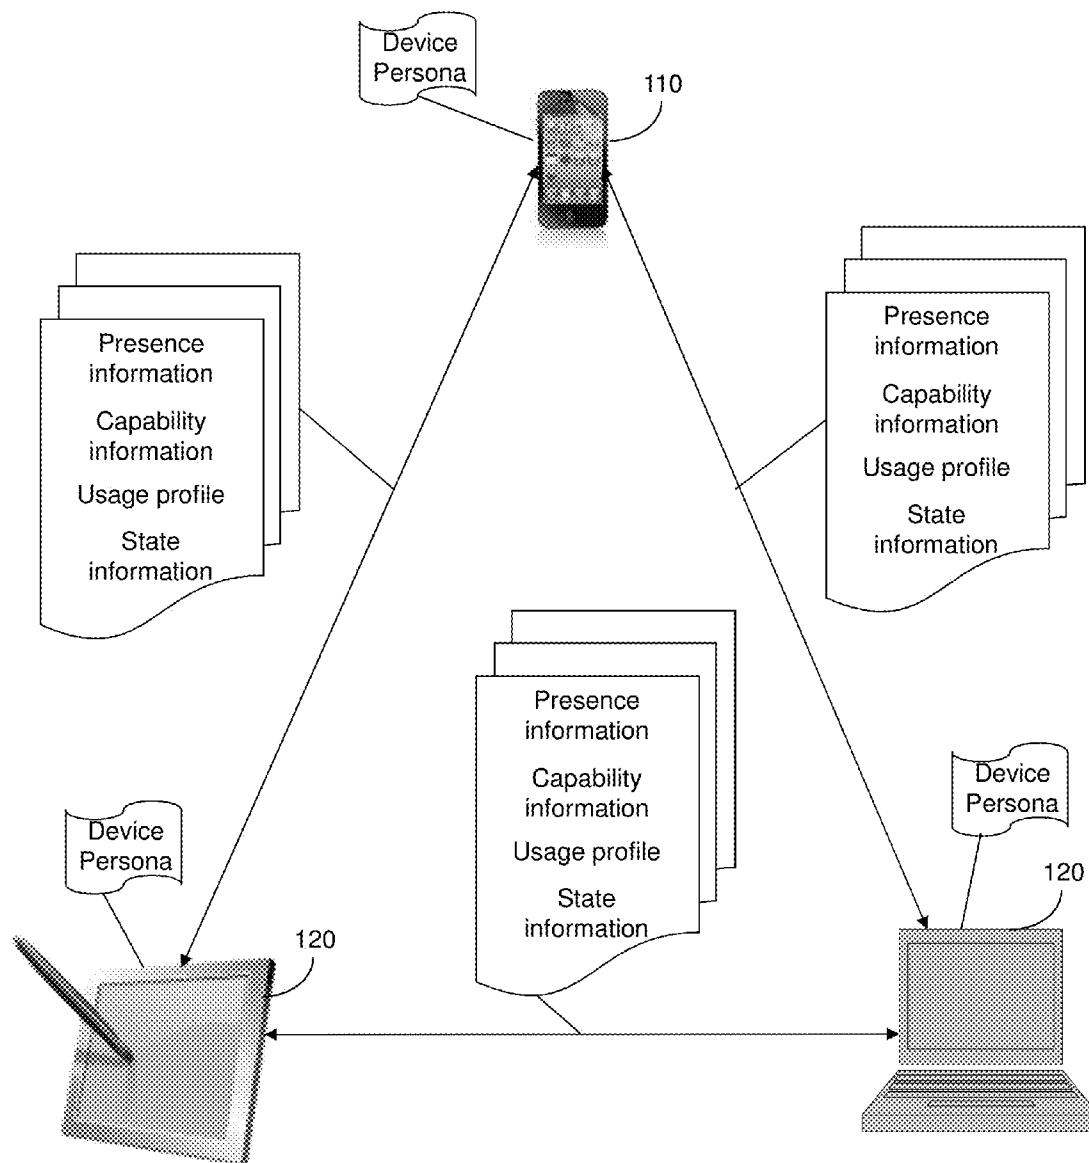 Device
Persona
110
Presence
information
Capability
information
Usage profile
State
information
Presence
information
Capability
information
Usage profile
State
information
Presence
information
Capability
information
Usage profile
State
information
Device
Persona
120
Device
Persona
120